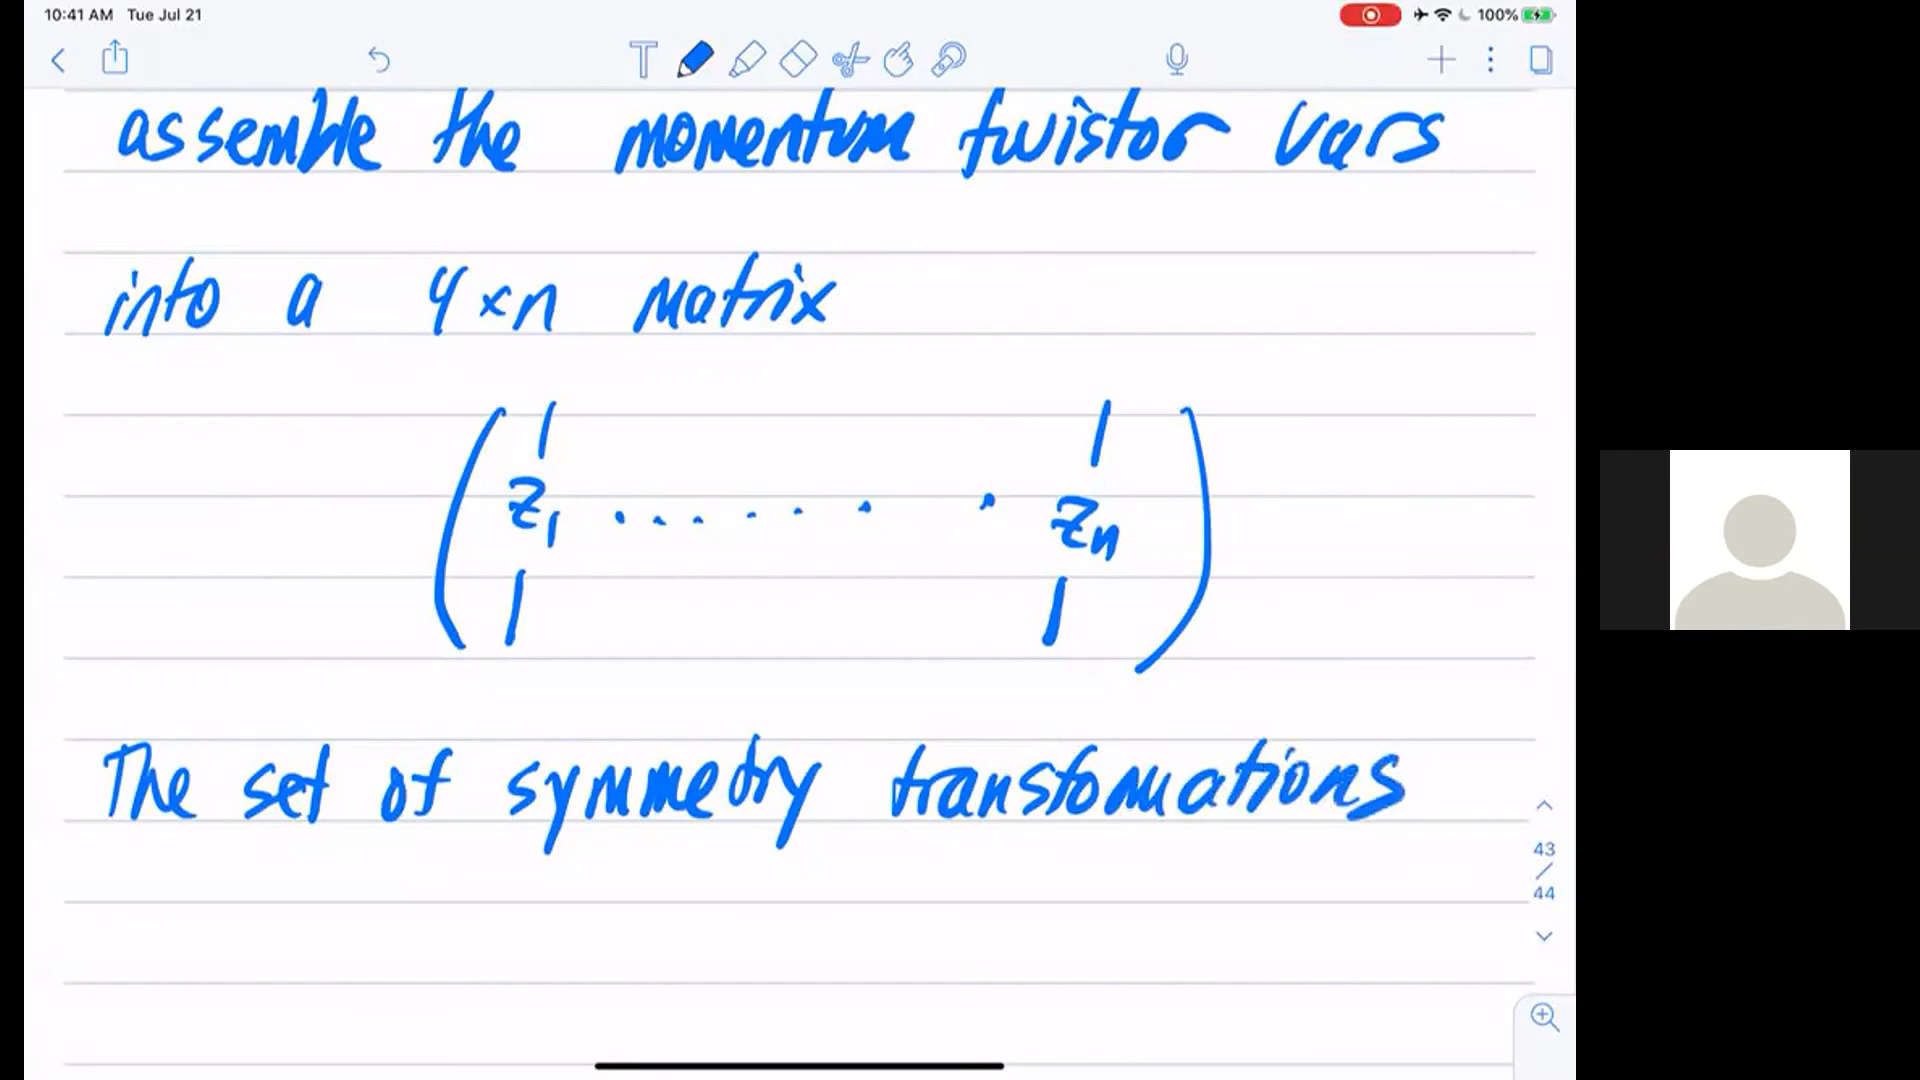 10:41 AM Tue Jul 21
100%
T
assemble the momentum twistor vars
into a 4×n matrix
( | | )
z₁ ....... zₙ
| |
The set of symmetry transformations
43
/
44